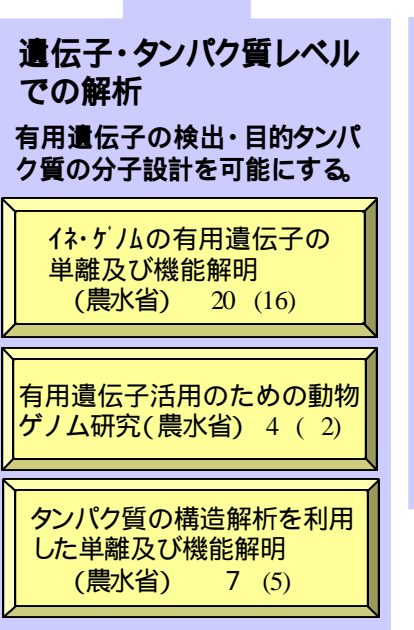 遺伝子・タンパク質レベル
での解析
有用遺伝子の検出・目的タンパ
ク質の分子設計を可能にする。
ｲﾈ･ｹﾞﾉﾑの有用遺伝子の
単離及び機能解明
(農水省) 20 (16)
有用遺伝子活用のための動物
ゲノム研究(農水省) 4 ( 2)
タンパク質の構造解析を利用
した単離及び機能解明
(農水省) 7 (5)